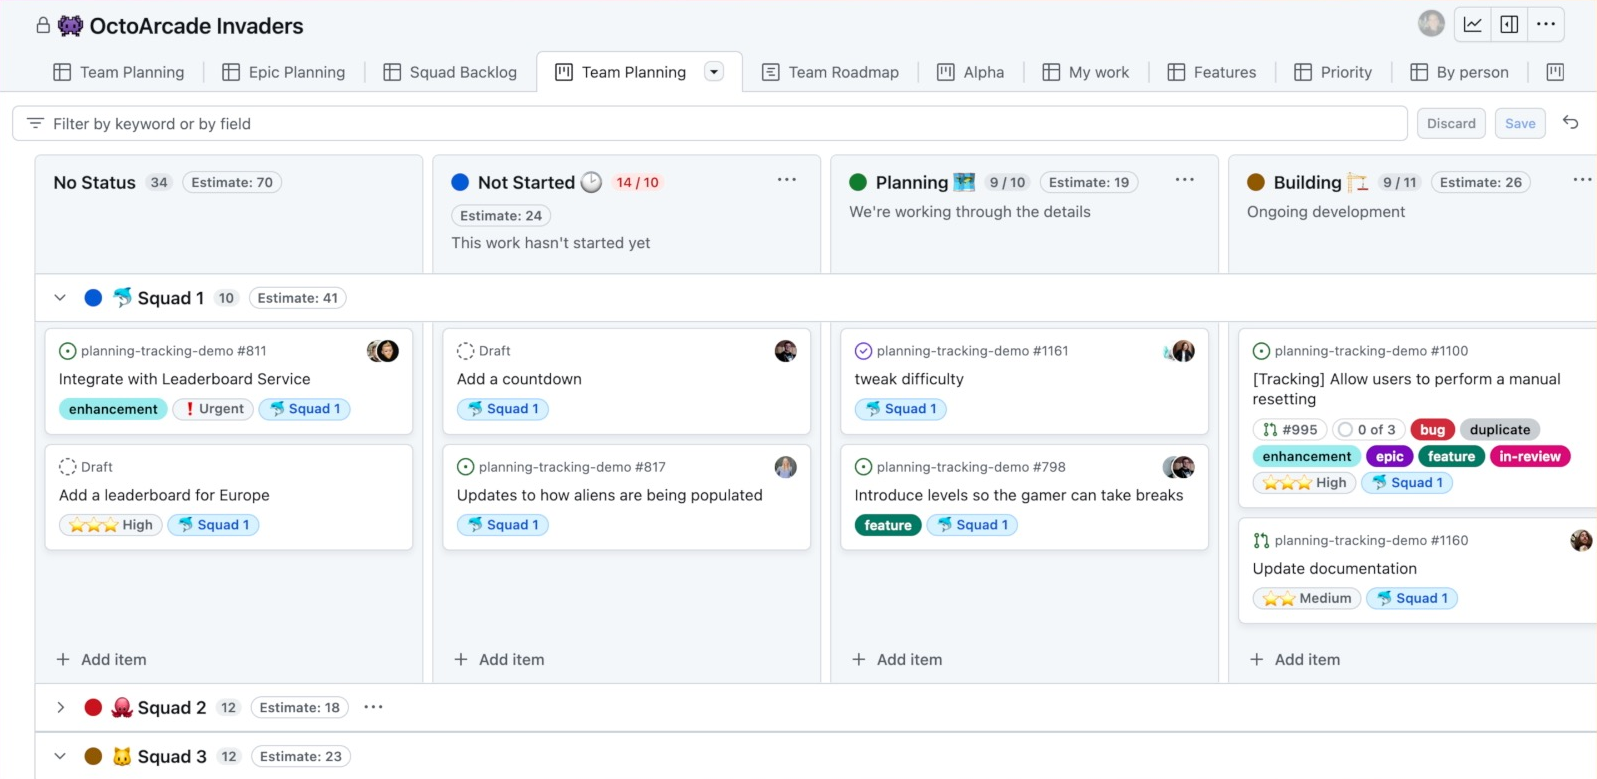 OctoArcade Invaders
Team Planning Epic Planning Squad Backlog Team Planning Team Roadmap Alpha My work Features Priority By person
Filter by keyword or by field Discard Save
No Status 34 Estimate: 70
Not Started 14 / 10
Estimate: 24
This work hasn't started yet
Planning 9 / 10 Estimate: 19
We're working through the details
Building 9 / 11 Estimate: 26
Ongoing development
Squad 1 10 Estimate: 41
planning-tracking-demo #811
Integrate with Leaderboard Service
enhancement Urgent Squad 1
Draft
Add a leaderboard for Europe
High Squad 1
Add item
Draft
Add a countdown
Squad 1
planning-tracking-demo #817
Updates to how aliens are being populated
Squad 1
Add item
planning-tracking-demo #1161
tweak difficulty
Squad 1
planning-tracking-demo #798
Introduce levels so the gamer can take breaks
feature Squad 1
Add item
planning-tracking-demo #1100
[Tracking] Allow users to perform a manual
resetting
#995 0 of 3 bug duplicate
enhancement epic feature in-review
High Squad 1
planning-tracking-demo #1160
Update documentation
Medium Squad 1
Add item
Squad 2 12 Estimate: 18
Squad 3 12 Estimate: 23